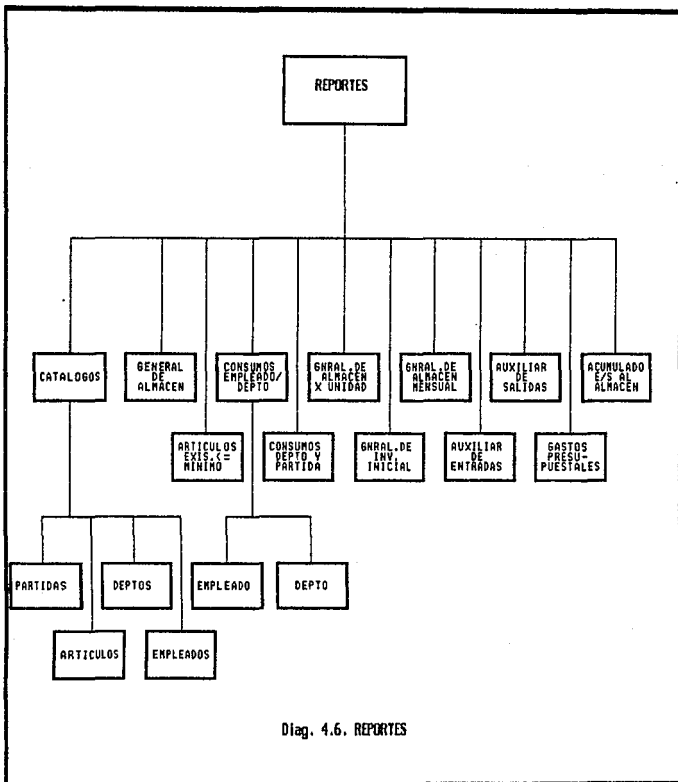 REPORTES
CATALOGOS
GENERAL
DE
ALMACEN
CONSUMOS
EMPLEADO/
DEPTO
GNRAL.DE
ALMACEN
X UNIDAD
GNRAL.DE
ALMACEN
MENSUAL
AUXILIAR
DE
SALIDAS
ACUMULADO
E/S AL
ALMACEN
ARTICULOS
EXIS.<=
MINIMO
CONSUMOS
DEPTO Y
PARTIDA
GNRAL.DE
INV.
INICIAL
AUXILIAR
DE
ENTRADAS
GASTOS
PRESU-
PUESTALES
PARTIDAS
DEPTOS
EMPLEADO
DEPTO
ARTICULOS
EMPLEADOS
Diag. 4.6. REPORTES